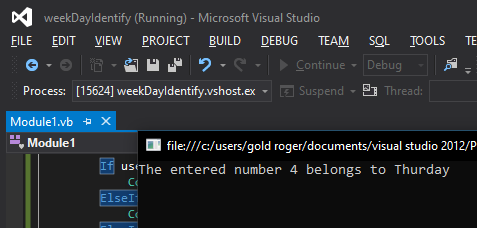 weekDayIdentify (Running) - Microsoft Visual Studio
FILE EDIT VIEW PROJECT BUILD DEBUG TEAM SQL TOOLS T
Continue Debug
Process: [15624] weekDayIdentify.vshost.ex Suspend Thread:
Module1.vb
Module1
file:///c:/users/gold roger/documents/visual studio 2012/P
If use
The entered number 4 belongs to Thurday
Co
ElseI
Co
ElseI